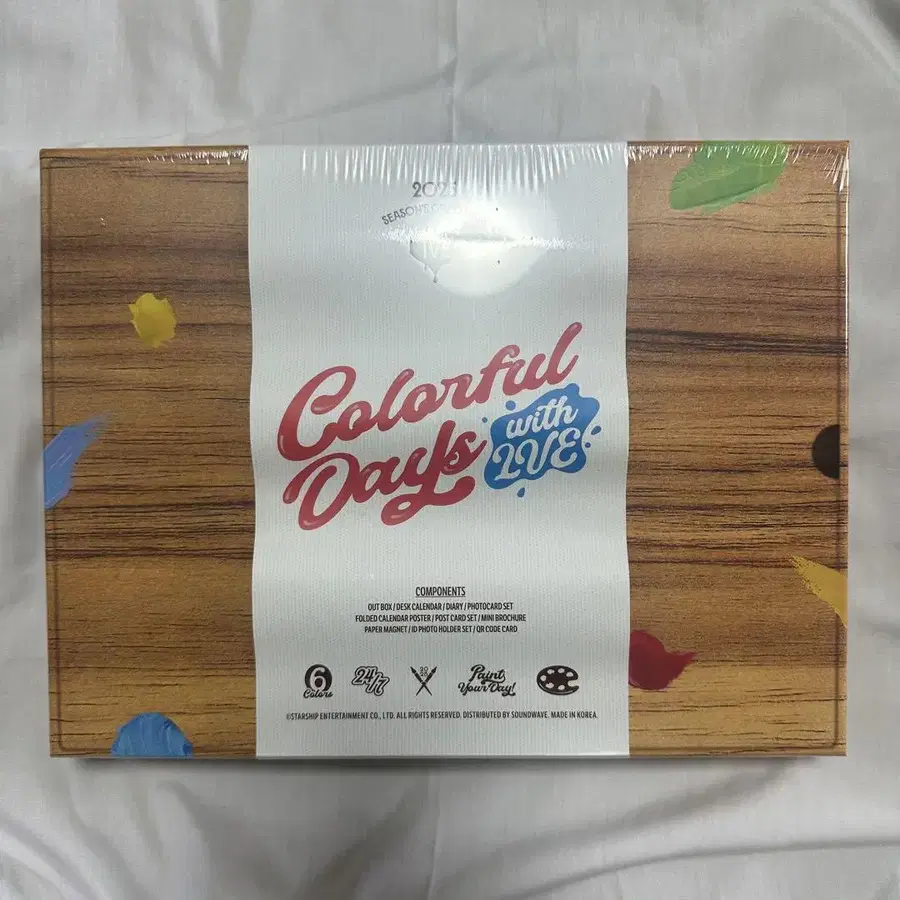 SEASON'S
Colorful
Days
with
IVE
COMPONENTS
OUT BOX / DESK CALENDAR / DIARY / PHOTOCARD SET
FOLDED CALENDAR POSTER / POST CARD SET / MINI BROCHURE
PAPER MAGNET / ID PHOTO HOLDER SET / QR CODE CARD
6
Colors
24/7
Paint
Your Day!
©STARSHIP ENTERTAINMENT CO., LTD. ALL RIGHTS RESERVED. DISTRIBUTED BY SOUNDWAVE. MADE IN KOREA.